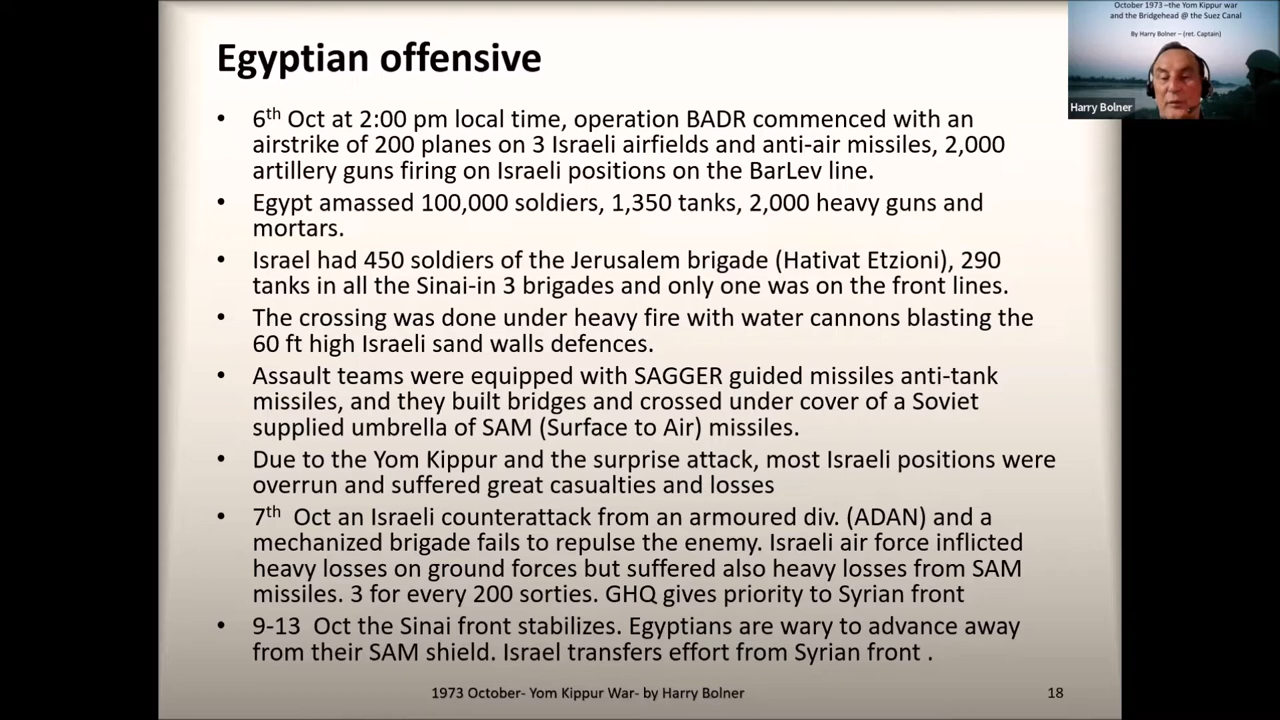 Egyptian offensive
• 6th Oct at 2:00 pm local time, operation BADR commenced with an
airstrike of 200 planes on 3 Israeli airfields and anti-air missiles, 2,000
artillery guns firing on Israeli positions on the BarLev line.
• Egypt amassed 100,000 soldiers, 1,350 tanks, 2,000 heavy guns and
mortars.
• Israel had 450 soldiers of the Jerusalem brigade (Hativat Etzioni), 290
tanks in all the Sinai-in 3 brigades and only one was on the front lines.
• The crossing was done under heavy fire with water cannons blasting the
60 ft high Israeli sand walls defences.
• Assault teams were equipped with SAGGER guided missiles anti-tank
missiles, and they built bridges and crossed under cover of a Soviet
supplied umbrella of SAM (Surface to Air) missiles.
• Due to the Yom Kippur and the surprise attack, most Israeli positions were
overrun and suffered great casualties and losses
• 7th Oct an Israeli counterattack from an armoured div. (ADAN) and a
mechanized brigade fails to repulse the enemy. Israeli air force inflicted
heavy losses on ground forces but suffered also heavy losses from SAM
missiles. 3 for every 200 sorties. GHQ gives priority to Syrian front
• 9-13 Oct the Sinai front stabilizes. Egyptians are wary to advance away
from their SAM shield. Israel transfers effort from Syrian front .
1973 October- Yom Kippur War- by Harry Bolner
18
October 1973 –the Yom Kippur war
and the Bridgehead @ the Suez Canal
By Harry Bolner – (ret. Captain)
Harry Bolner